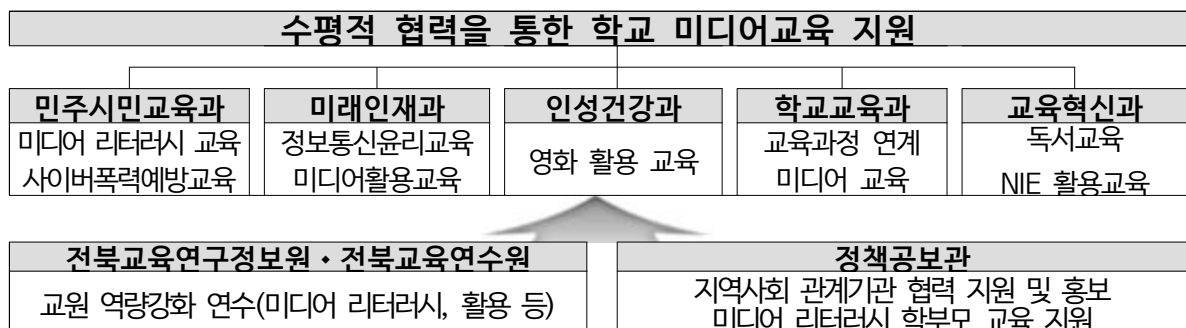 수평적 협력을 통한 학교 미디어교육 지원
민주시민교육과
미디어 리터러시 교육
사이버폭력예방교육
미래인재과
정보통신윤리교육
미디어활용교육
인성건강과
영화 활용 교육
학교교육과
교육과정 연계
미디어 교육
교육혁신과
독서교육
NIE 활용교육
전북교육연구정보원・전북교육연수원
교원 역량강화 연수(미디어 리터러시, 활용 등)
정책공보관
지역사회 관계기관 협력 지원 및 홍보
미디어 리터러시 학부모 교육 지원